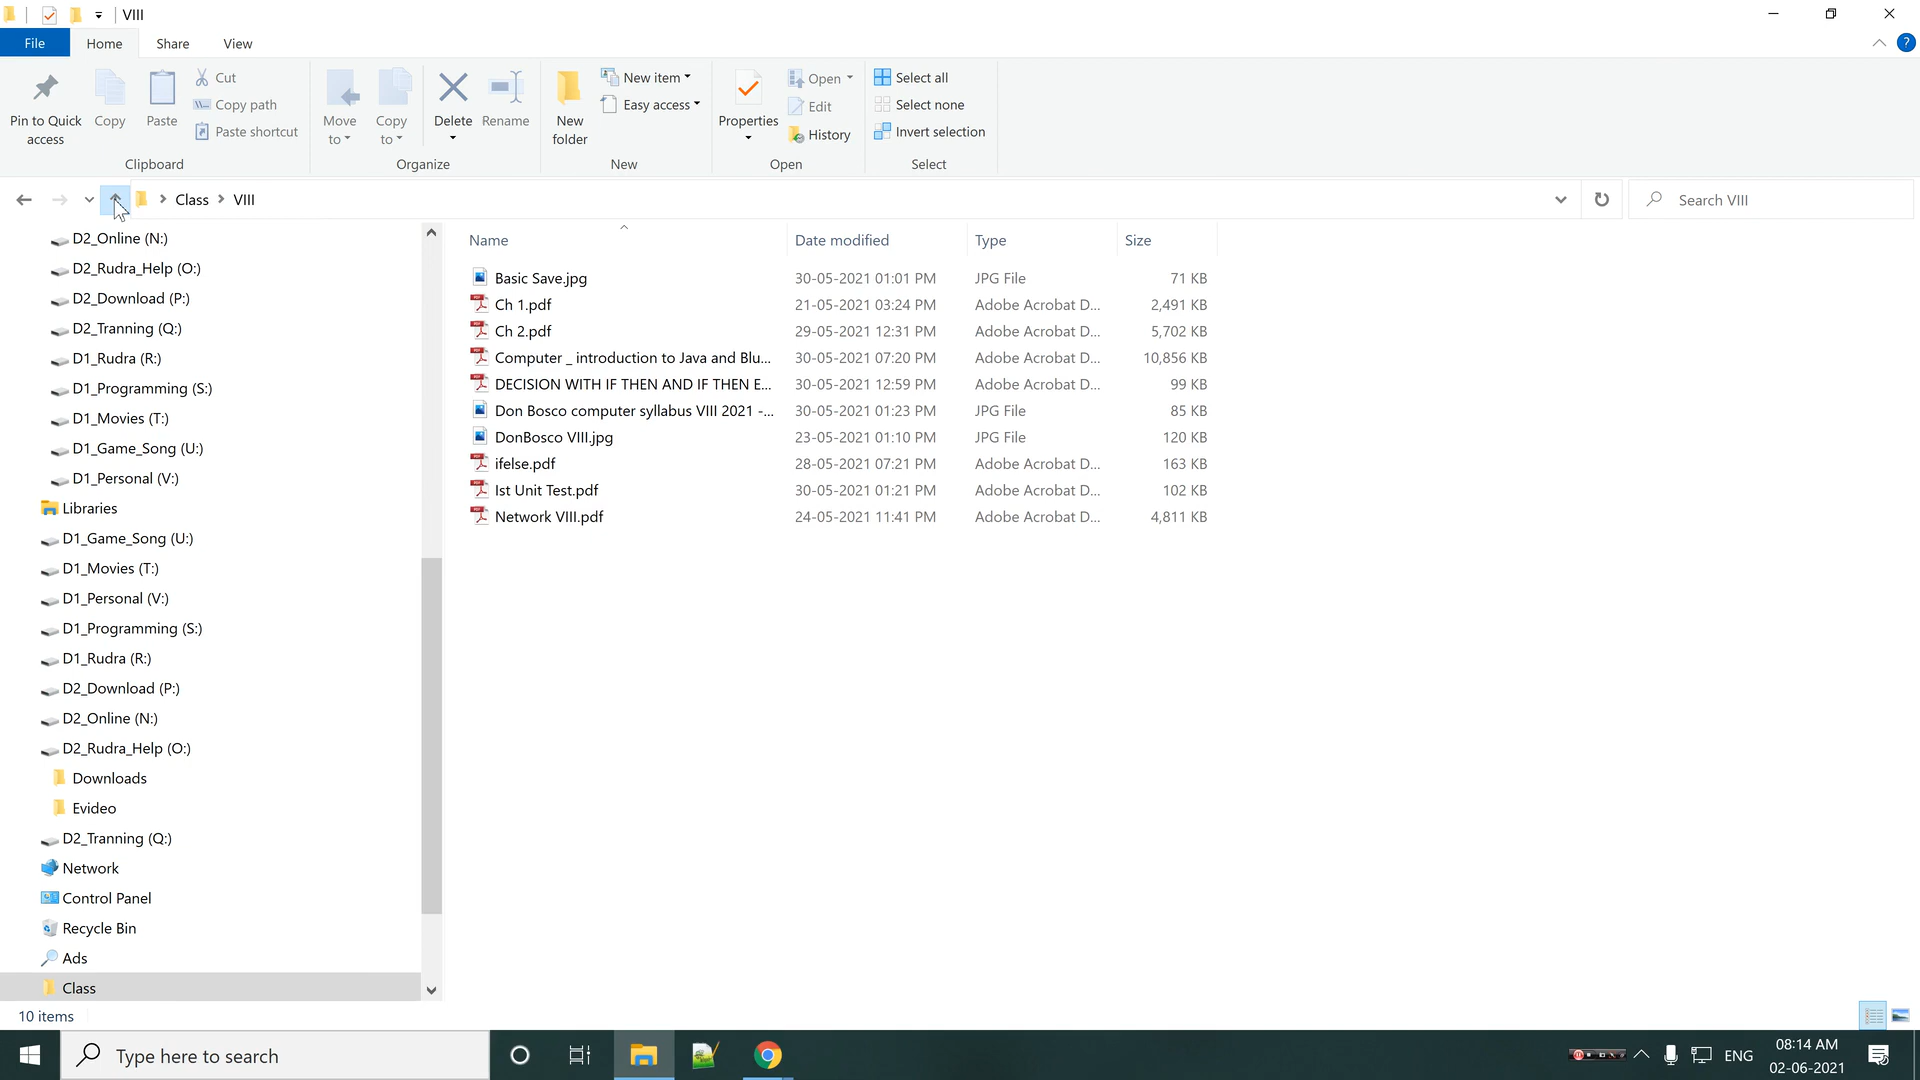 VIII
File Home Share View
Pin to Quick access
Copy
Paste
Cut
Copy path
Paste shortcut
Clipboard
Move to
Copy to
Delete
Rename
Organize
New folder
New item
Easy access
New
Properties
Open
Edit
History
Open
Select all
Select none
Invert selection
Select
Class VIII
Search VIII
D2_Online (N:)
D2_Rudra_Help (O:)
D2_Download (P:)
D2_Tranning (Q:)
D1_Rudra (R:)
D1_Programming (S:)
D1_Movies (T:)
D1_Game_Song (U:)
D1_Personal (V:)
Libraries
D1_Game_Song (U:)
D1_Movies (T:)
D1_Personal (V:)
D1_Programming (S:)
D1_Rudra (R:)
D2_Download (P:)
D2_Online (N:)
D2_Rudra_Help (O:)
Downloads
Evideo
D2_Tranning (Q:)
Network
Control Panel
Recycle Bin
Ads
Class
Name Date modified Type Size
Basic Save.jpg 30-05-2021 01:01 PM JPG File 71 KB
Ch 1.pdf 21-05-2021 03:24 PM Adobe Acrobat D... 2,491 KB
Ch 2.pdf 29-05-2021 12:31 PM Adobe Acrobat D... 5,702 KB
Computer _ introduction to Java and Blu... 30-05-2021 07:20 PM Adobe Acrobat D... 10,856 KB
DECISION WITH IF THEN AND IF THEN E... 30-05-2021 12:59 PM Adobe Acrobat D... 99 KB
Don Bosco computer syllabus VIII 2021 -... 30-05-2021 01:23 PM JPG File 85 KB
DonBosco VIII.jpg 23-05-2021 01:10 PM JPG File 120 KB
ifelse.pdf 28-05-2021 07:21 PM Adobe Acrobat D... 163 KB
Ist Unit Test.pdf 30-05-2021 01:21 PM Adobe Acrobat D... 102 KB
Network VIII.pdf 24-05-2021 11:41 PM Adobe Acrobat D... 4,811 KB
10 items
Type here to search
ENG
08:14 AM
02-06-2021